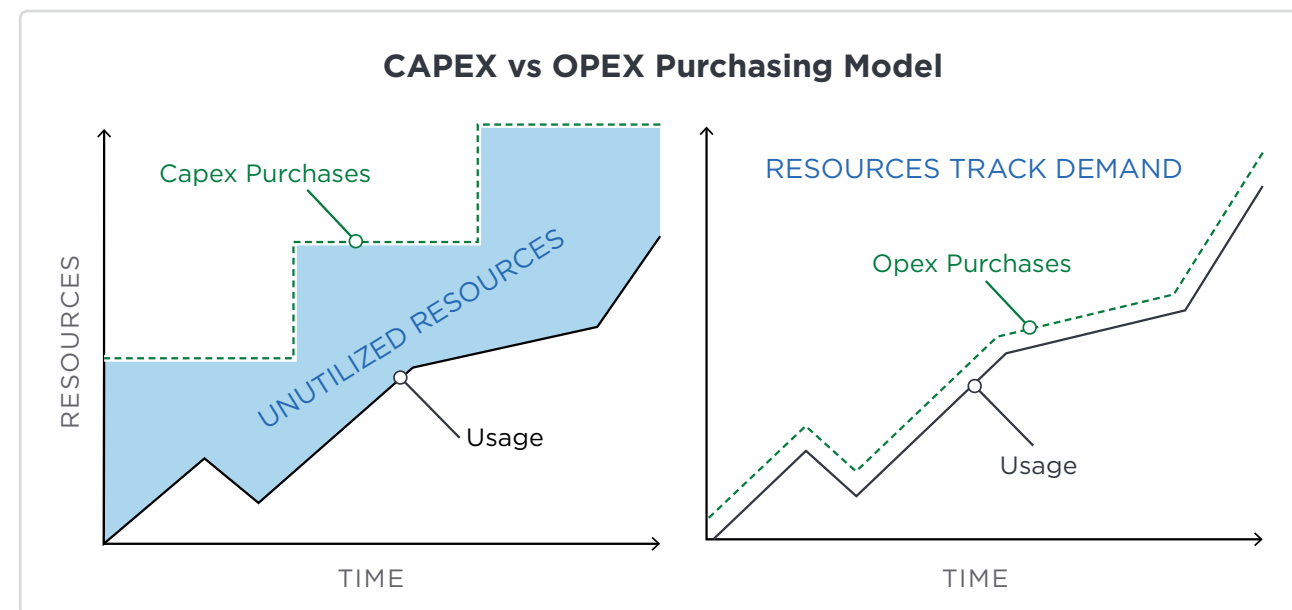 CAPEX vs OPEX Purchasing Model
Capex Purchases
UNUTILIZED RESOURCES
Usage
RESOURCES
TIME
RESOURCES TRACK DEMAND
Opex Purchases
Usage
TIME